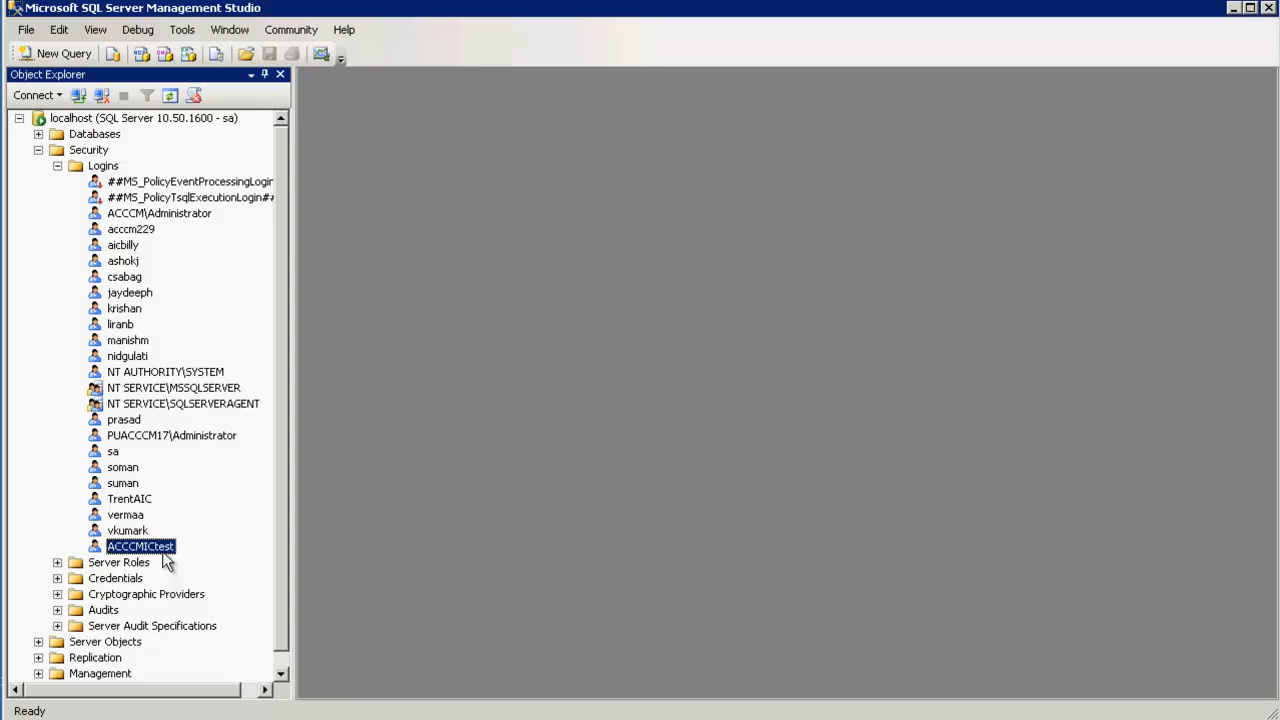 Microsoft SQL Server Management Studio
File Edit View Debug Tools Window Community Help
New Query
Object Explorer
Connect
localhost (SQL Server 10.50.1600 - sa)
Databases
Security
Logins
##MS_PolicyEventProcessingLogin
##MS_PolicyTsqlExecutionLogin##
ACCCM\Administrator
acccm229
aicbilly
ashokj
csabag
jaydeeph
krishan
liranb
manishm
nidgulati
NT AUTHORITY\SYSTEM
NT SERVICE\MSSQLSERVER
NT SERVICE\SQLSERVERAGENT
prasad
PUACCCM17\Administrator
sa
soman
suman
TrentAIC
vermaa
vkumark
ACCCMICtest
Server Roles
Credentials
Cryptographic Providers
Audits
Server Audit Specifications
Server Objects
Replication
Management
Ready